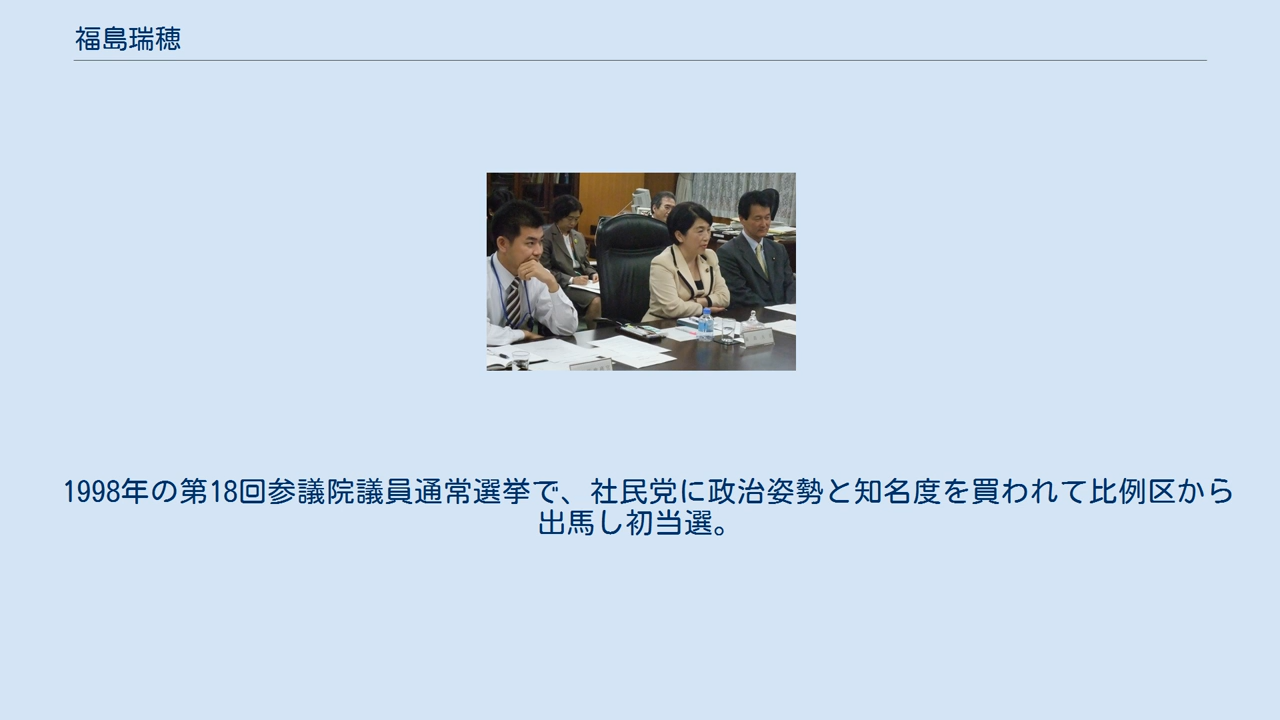 福島瑞穂
1998年の第18回参議院議員通常選挙で、社民党に政治姿勢と知名度を買われて比例区から
出馬し初当選。